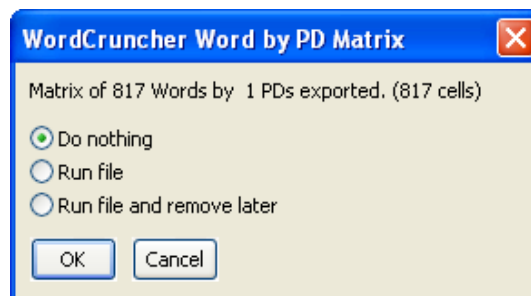 WordCruncher Word by PD Matrix
Matrix of 817 Words by  1 PDs exported. (817 cells)
Do nothing
Run file
Run file and remove later
OK Cancel